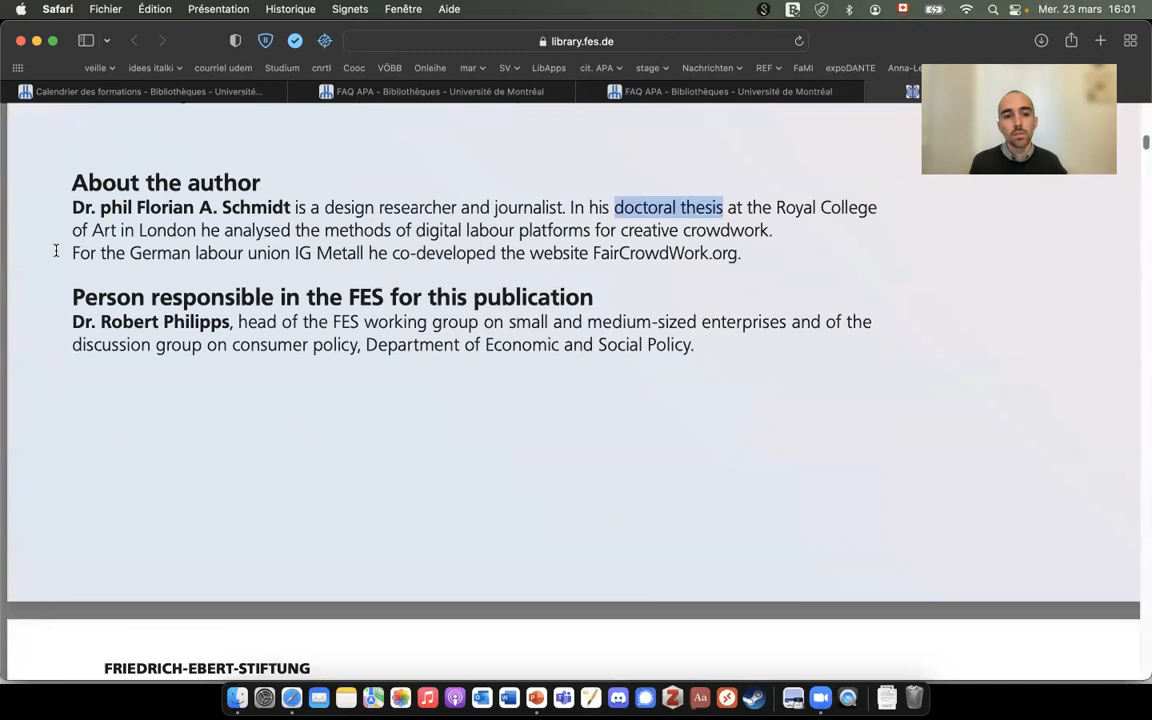 Safari Fichier Édition Présentation Historique Signets Fenêtre Aide Mer. 23 mars 16:01
library.fes.de
veille idees italki courriel udem Studium cnrtl Cooc VÖBB Onleihe mar SV LibApps cit. APA stage Nachrichten REF FaMI expoDANTE Anna-Le
Calendrier des formations - Bibliothèques - Université... FAQ APA - Bibliothèques - Université de Montréal FAQ APA - Bibliothèques - Université de Montréal
About the author
Dr. phil Florian A. Schmidt is a design researcher and journalist. In his doctoral thesis at the Royal College
of Art in London he analysed the methods of digital labour platforms for creative crowdwork.
For the German labour union IG Metall he co-developed the website FairCrowdWork.org.
Person responsible in the FES for this publication
Dr. Robert Philipps, head of the FES working group on small and medium-sized enterprises and of the
discussion group on consumer policy, Department of Economic and Social Policy.
FRIEDRICH-EBERT-STIFTUNG